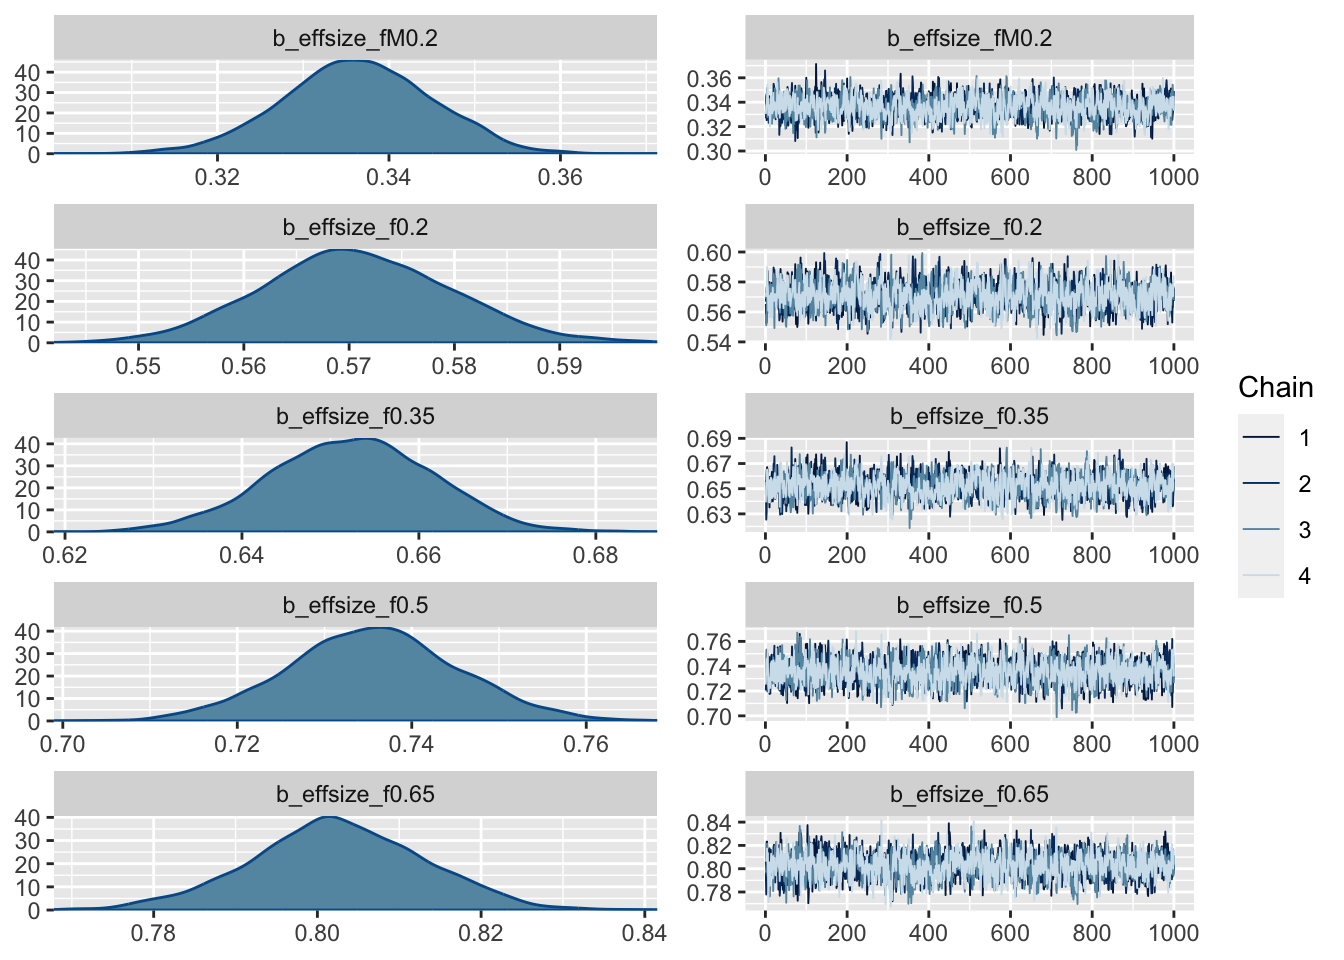 b_effsize_fM0.2
40
30
20
10
0
0.32 0.34 0.36
b_effsize_fM0.2
0.36
0.34
0.32
0.30
0 200 400 600 800 1000
b_effsize_f0.2
40
30
20
10
0
0.55 0.56 0.57 0.58 0.59
b_effsize_f0.2
0.60
0.58
0.56
0.54
0 200 400 600 800 1000
b_effsize_f0.35
40
30
20
10
0
0.62 0.64 0.66 0.68
b_effsize_f0.35
0.69
0.67
0.65
0.63
0 200 400 600 800 1000
b_effsize_f0.5
40
30
20
10
0
0.70 0.72 0.74 0.76
b_effsize_f0.5
0.76
0.74
0.72
0.70
0 200 400 600 800 1000
b_effsize_f0.65
40
30
20
10
0
0.78 0.80 0.82 0.84
b_effsize_f0.65
0.84
0.82
0.80
0.78
0 200 400 600 800 1000
Chain
1
2
3
4